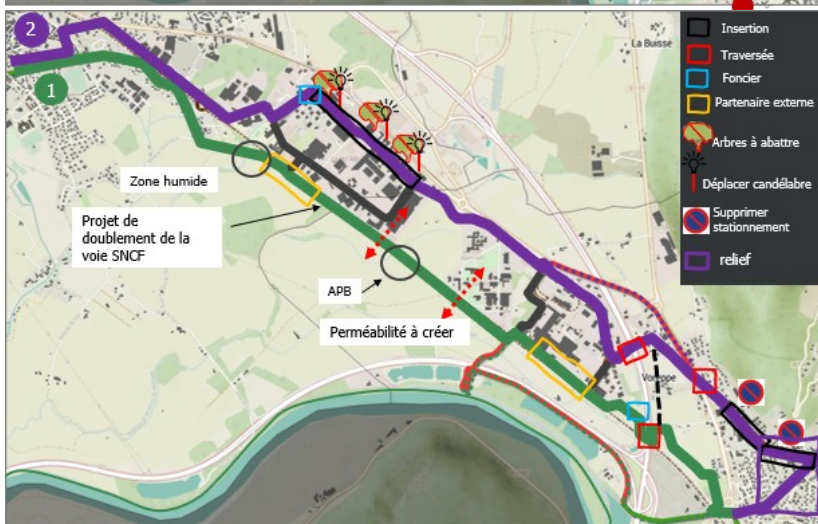 2
1
La Buisse
Insertion
Traversée
Foncier
Partenaire externe
Arbres à abattre
Déplacer candélabre
Supprimer
stationnement
relief
Zone humide
Projet de
doublement de la
voie SNCF
APB
Perméabilité à créer
Voreppe